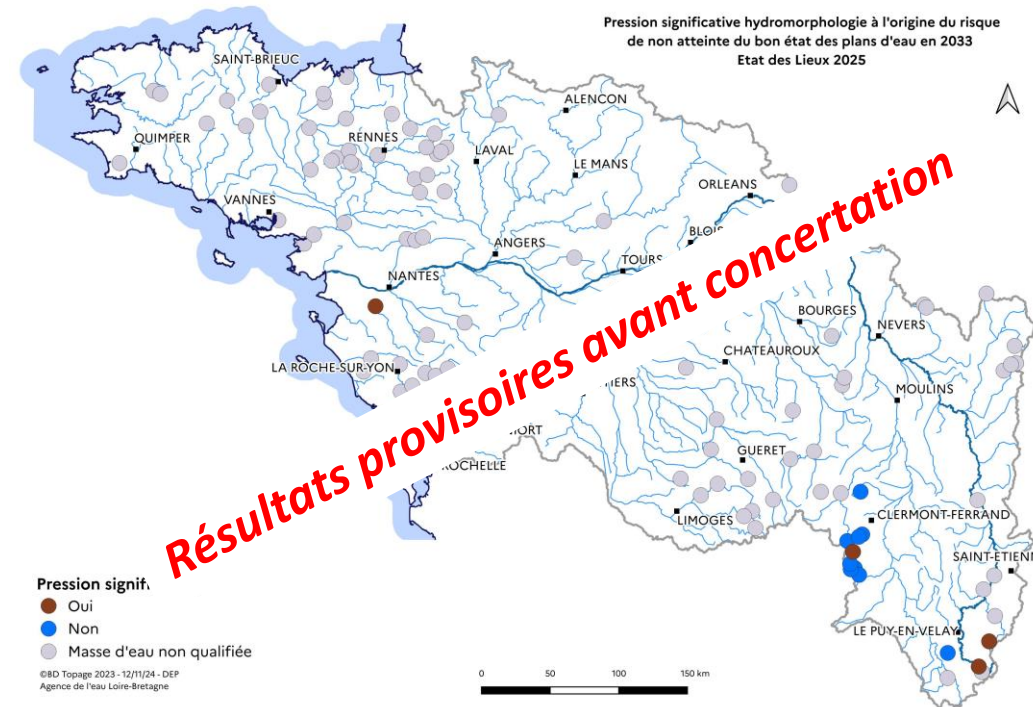 Pression significative hydromorphologie à l'origine du risque
de non atteinte du bon état des plans d'eau en 2033
Etat des Lieux 2025
SAINT-BRIEUC
ALENCON
QUIMPER
RENNES
LAVAL
LE MANS
ORLEANS
VANNES
BLOIS
ANGERS
TOURS
NANTES
Résultats provisoires avant concertation
BOURGES
NEVERS
CHATEAUROUX
LA ROCHE-SUR-YON
MOULINS
GUERET
LIMOGES
CLERMONT-FERRAND
SAINT-ETIENN
LE PUY-EN-VELAY
Pression signif.
Oui
Non
Masse d'eau non qualifiée
©BD Topage 2023 - 12/11/24 - DEP
Agence de l'eau Loire-Bretagne
0 50 100 150 km